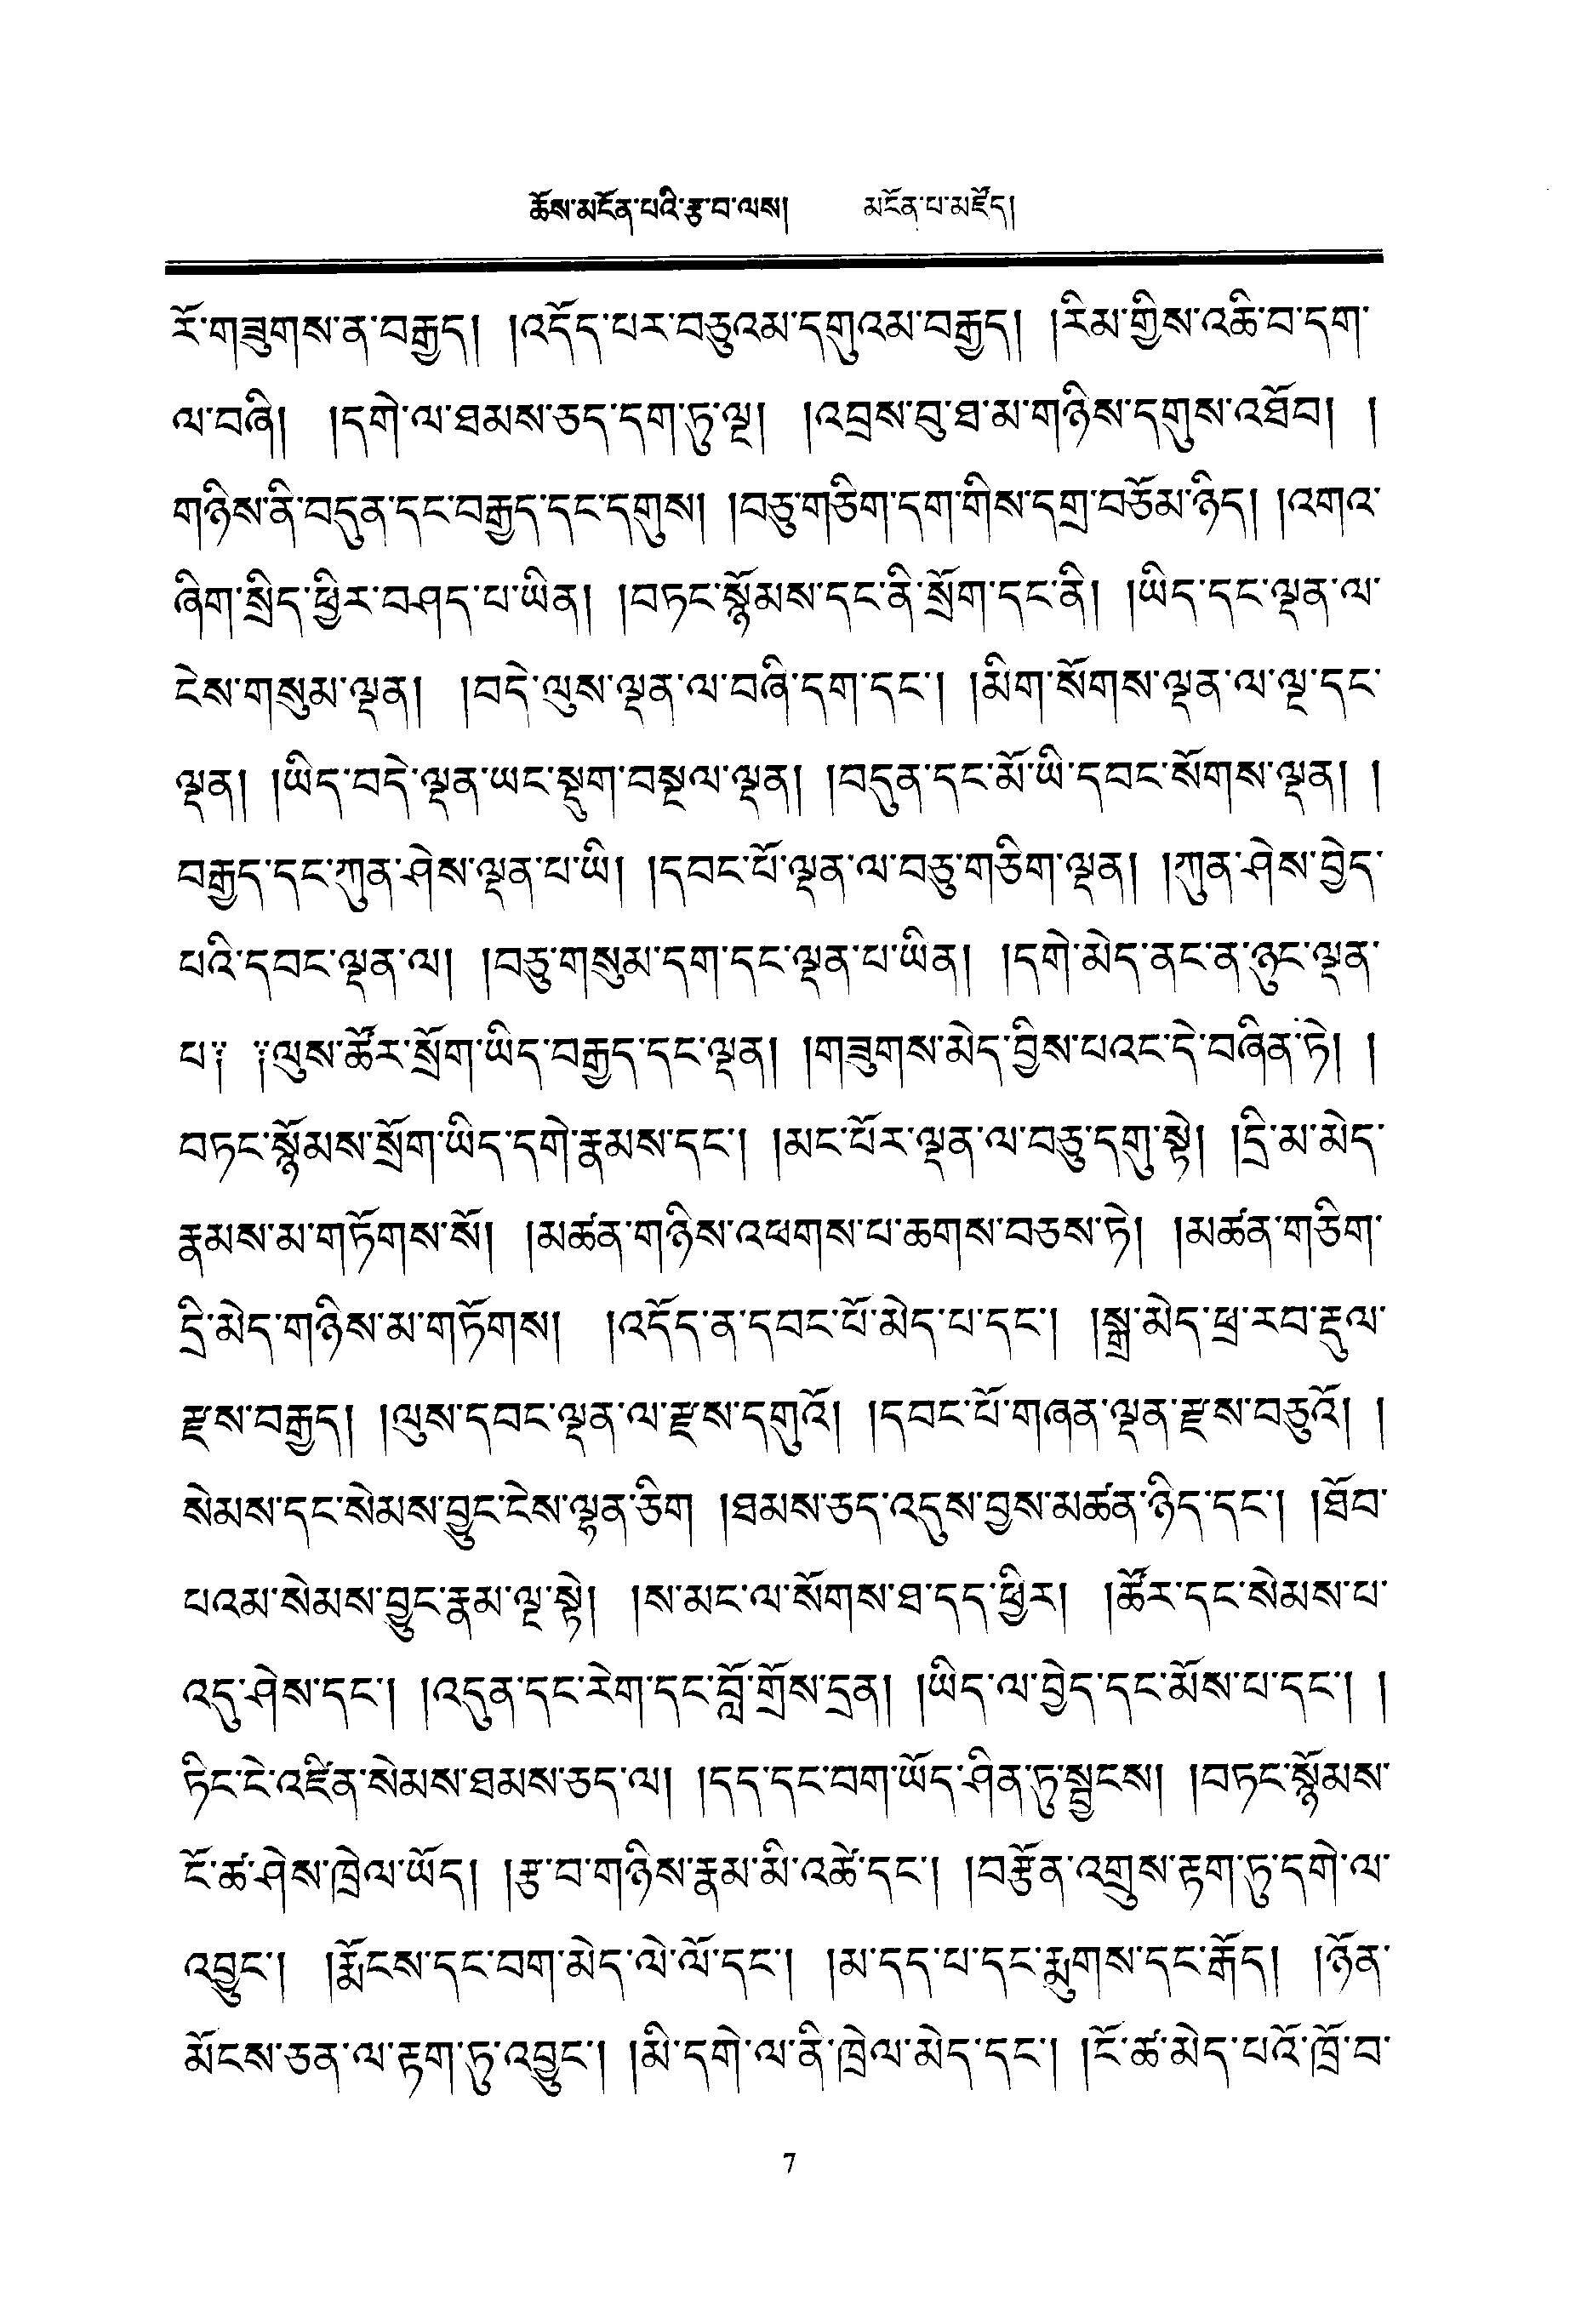 ཆོས་མངོན་པའི་རྩ་བ་ལས། མངོན་པ་མཛོད།
རོ་གཟུགས་ན་བརྒྱད། །འདོད་པར་བཅུའམ་དགུའམ་བརྒྱད། །རིམ་གྱིས་འཆི་བ་དག་
ལ་བཞི། །དགེ་ལ་ཐམས་ཅད་དག་ཏུ་ལྔ། །འབྲས་བུ་ཐ་མ་གཉིས་དགུས་འཐོབ། །
གཉིས་ནི་བདུན་དང་བརྒྱད་དང་དགུས། །བཅུ་གཅིག་དག་གིས་དགྲ་བཅོམ་ཉིད། །འགའ་
ཞིག་སྲིད་ཕྱིར་བཤད་པ་ཡིན། །བཏང་སྙོམས་དང་ནི་སྲོག་དང་ནི། །ཡིད་དང་ལྡན་ལ་
ངེས་གསུམ་ལྡན། །བདེ་ལུས་ལྡན་ལ་བཞི་དག་དང་། །མིག་སོགས་ལྡན་ལ་ལྔ་དང་
ལྡན། །ཡིད་བདེ་ལྡན་ཡང་སྡུག་བསྔལ་ལྡན། །བདུན་དང་མོ་ཡི་དབང་སོགས་ལྡན། །
བརྒྱད་དང་ཀུན་ཤེས་ལྡན་པ་ཡི། །དབང་པོ་ལྡན་ལ་བཅུ་གཅིག་ལྡན། །ཀུན་ཤེས་བྱེད་
པའི་དབང་ལྡན་ལ། །བཅུ་གསུམ་དག་དང་ལྡན་པ་ཡིན། །དགེ་མེད་ནང་ན་ཉུང་ལྡན་
པ༑ ༑ལུས་ཚོར་སྲོག་ཡིད་བརྒྱད་དང་ལྡན། །གཟུགས་མེད་བྱིས་པའང་དེ་བཞིན་ཏེ། །
བཏང་སྙོམས་སྲོག་ཡིད་དགེ་རྣམས་དང་། །མང་པོར་ལྡན་ལ་བཅུ་དགུ་སྟེ། །དྲི་མ་མེད་
རྣམས་མ་གཏོགས་སོ། །མཚན་གཉིས་འཕགས་པ་ཆགས་བཅས་ཏེ། །མཚན་གཅིག་
དྲི་མེད་གཉིས་མ་གཏོགས། །འདོད་ན་དབང་པོ་མེད་པ་དང་། །སྒྲ་མེད་ཕྲ་རབ་རྡུལ་
རྫས་བརྒྱད། །ལུས་དབང་ལྡན་ལ་རྫས་དགུའོ། །དབང་པོ་གཞན་ལྡན་རྫས་བཅུའོ། །
སེམས་དང་སེམས་བྱུང་ངེས་ལྷན་ཅིག །ཐམས་ཅད་འདུས་བྱས་མཚན་ཉིད་དང་། །ཐོབ་
པའམ་སེམས་བྱུང་རྣམ་ལྔ་སྟེ། །ས་མང་ལ་སོགས་ཐ་དད་ཕྱིར། །ཚོར་དང་སེམས་པ་
འདུ་ཤེས་དང་། །འདུན་དང་རེག་དང་བློ་གྲོས་དྲན། །ཡིད་ལ་བྱེད་དང་མོས་པ་དང་། །
ཏིང་ངེ་འཛིན་སེམས་ཐམས་ཅད་ལ། །དད་དང་བག་ཡོད་ཤིན་ཏུ་སྦྱངས། །བཏང་སྙོམས་
ངོ་ཚ་ཤེས་ཁྲེལ་ཡོད། །རྩ་བ་གཉིས་རྣམ་མི་འཚེ་དང་། །བརྩོན་འགྲུས་རྟག་ཏུ་དགེ་ལ་
འབྱུང་། །རྨོངས་དང་བག་མེད་ལེ་ལོ་དང་། །མ་དད་པ་དང་རྨུགས་དང་རྒོད། །ཉོན་
མོངས་ཅན་ལ་རྟག་ཏུ་འབྱུང་། །མི་དགེ་ལ་ནི་ཁྲེལ་མེད་དང་། །ངོ་ཚ་མེད་པའོ་ཁྲོ་བ་
7